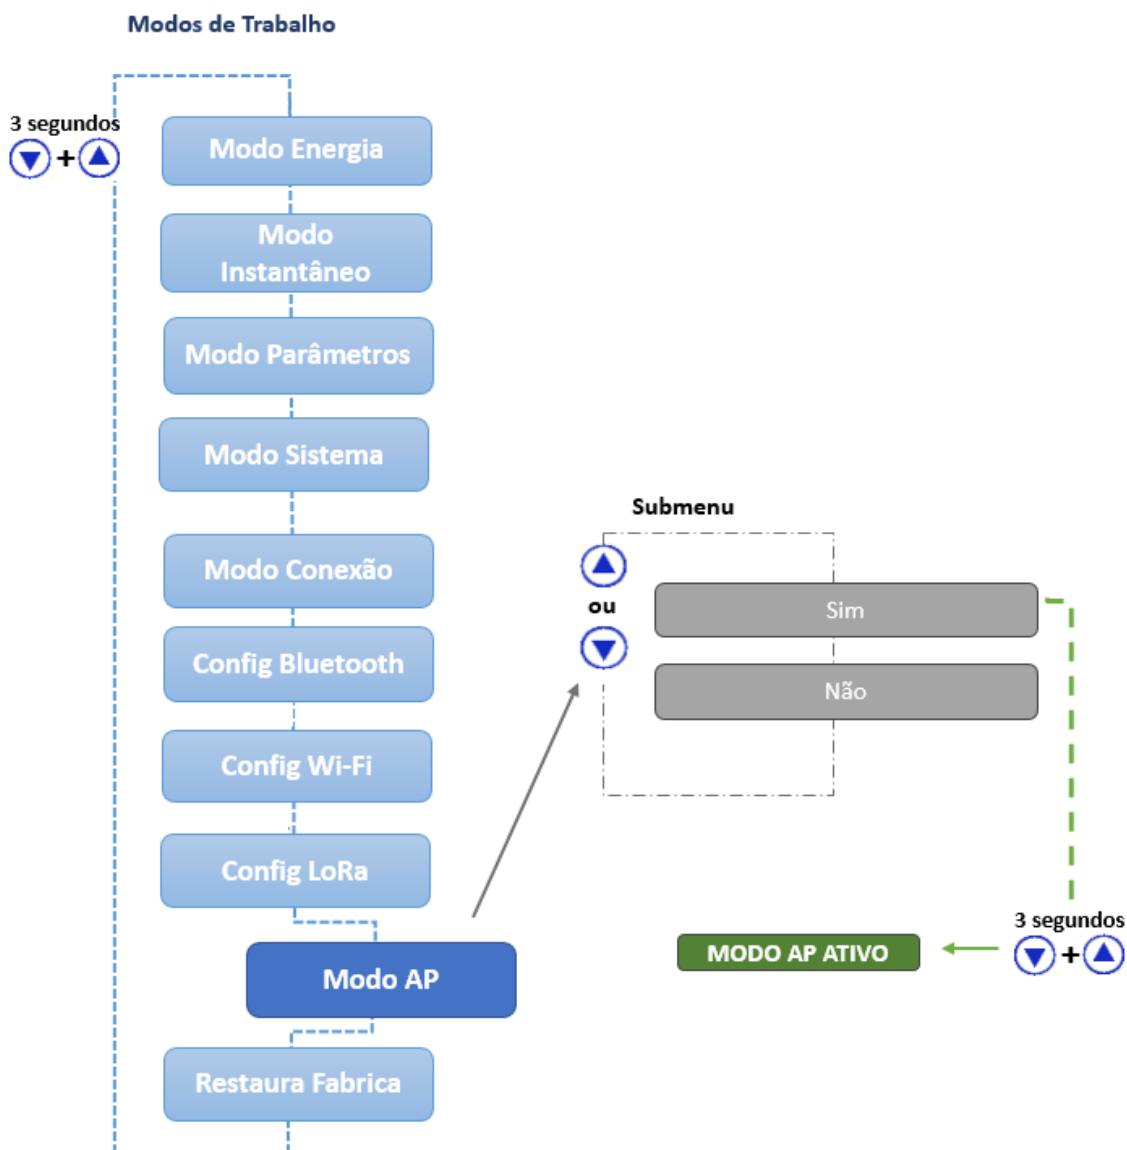 Modos de Trabalho
3 segundos
+
Modo Energia
Modo
Instantâneo
Modo Parâmetros
Modo Sistema
Modo Conexão
Config Bluetooth
Config Wi-Fi
Config LoRa
Modo AP
Restaura Fabrica
Submenu
ou
Sim
Não
3 segundos
+
MODO AP ATIVO